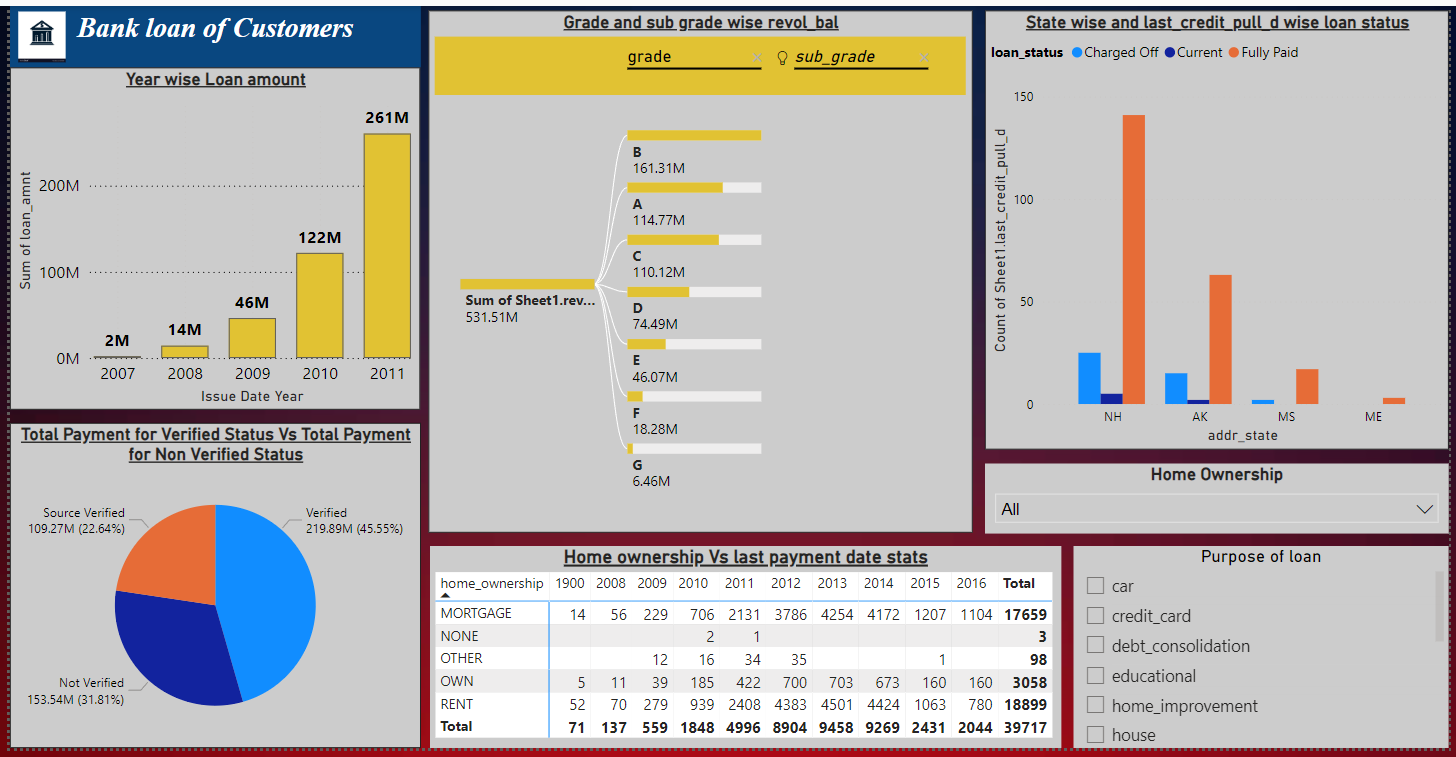 Bank loan of Customers
Year wise Loan amount
Sum of loan_amnt
200M
100M
0M
2M
14M
46M
122M
261M
2007 2008 2009 2010 2011
Issue Date Year
Total Payment for Verified Status Vs Total Payment
for Non Verified Status
Source Verified
109.27M (22.64%)
Verified
219.89M (45.55%)
Not Verified
153.54M (31.81%)
Grade and sub grade wise revol_bal
grade sub_grade
Sum of Sheet1.rev...
531.51M
B
161.31M
A
114.77M
C
110.12M
D
74.49M
E
46.07M
F
18.28M
G
6.46M
State wise and last_credit_pull_d wise loan status
loan_status Charged Off Current Fully Paid
Count of Sheet1.last_credit_pull_d
150
100
50
0
NH AK MS ME
addr_state
Home Ownership
All
Home ownership Vs last payment date stats
home_ownership 1900 2008 2009 2010 2011 2012 2013 2014 2015 2016 Total
MORTGAGE 14 56 229 706 2131 3786 4254 4172 1207 1104 17659
NONE 2 1 3
OTHER 12 16 34 35 1 98
OWN 5 11 39 185 422 700 703 673 160 160 3058
RENT 52 70 279 939 2408 4383 4501 4424 1063 780 18899
Total 71 137 559 1848 4996 8904 9458 9269 2431 2044 39717
Purpose of loan
car
credit_card
debt_consolidation
educational
home_improvement
house